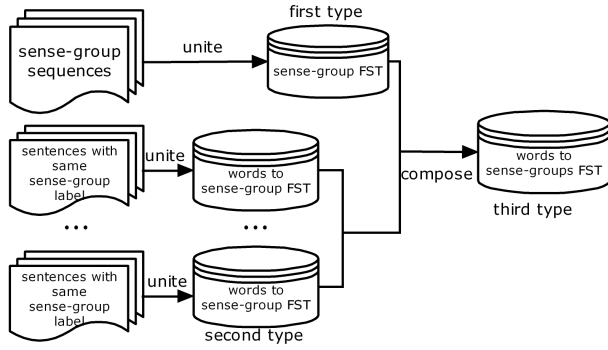 first type
sense-group
sequences
unite
sense-group FST
sentences with
same
sense-group
label
unite
words to
sense-group FST
compose
words to
sense-groups FST
third type
...
...
sentences with
same
sense-group
label
unite
words to
sense-group FST
second type